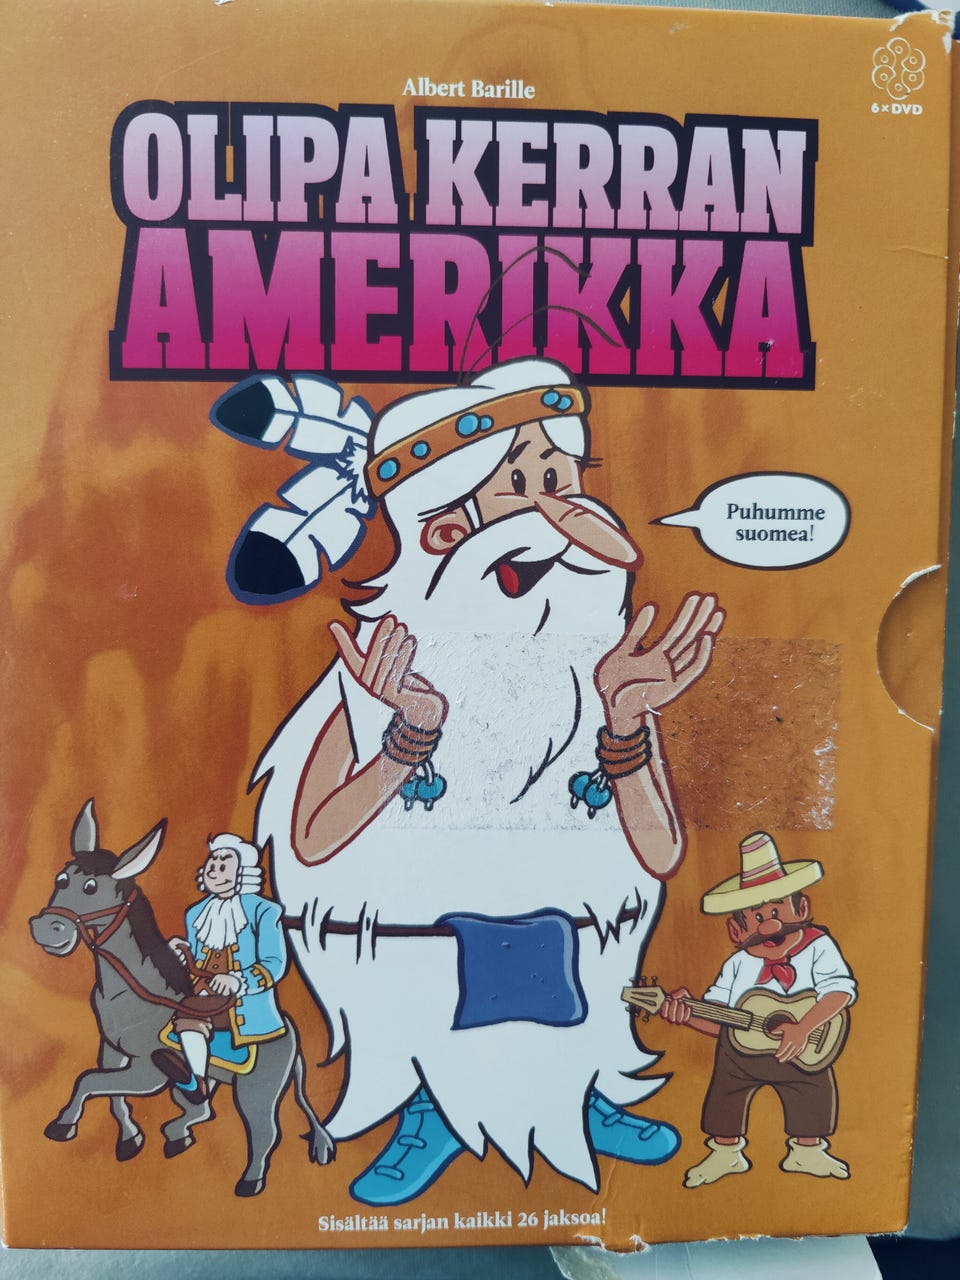 Albert Barille
6×DVD
OLIPA KERRAN
AMERIKKA
Puhumme
suomea!
Sisältää sarjan kaikki 26 jaksoa!